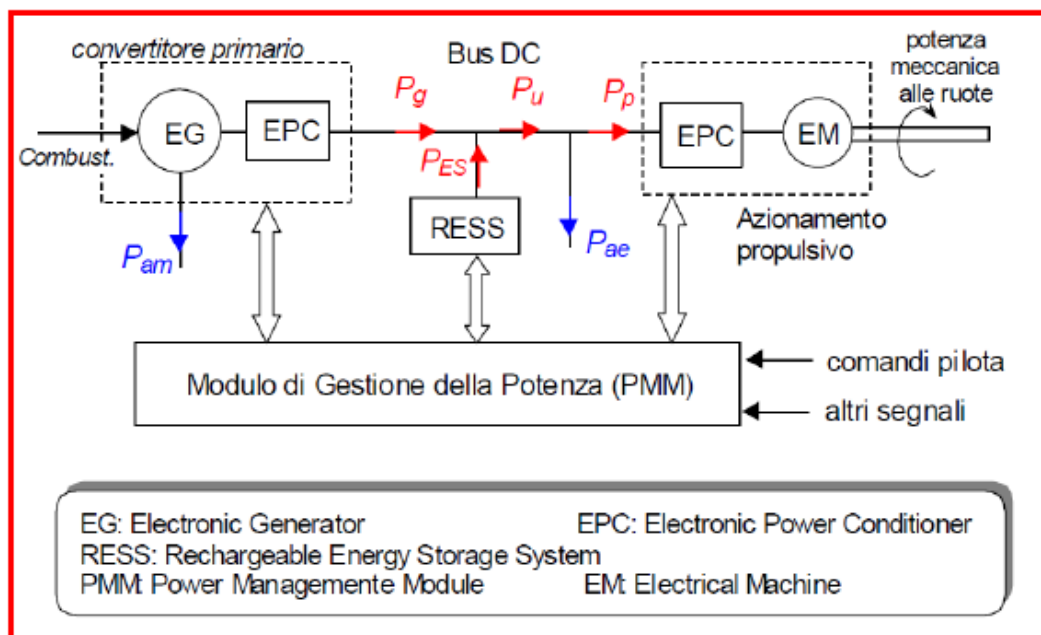 convertitore primario
Bus DC
potenza
meccanica
alle ruote
Pg
Pu
Pp
EG
EPC
EPC
EM
Combust.
PES
RESS
Pam
Pae
Azionamento
propulsivo
Modulo di Gestione della Potenza (PMM)
comandi pilota
altri segnali
EG: Electronic Generator EPC: Electronic Power Conditioner
RESS: Rechargeable Energy Storage System
PMM: Power Managemente Module EM: Electrical Machine